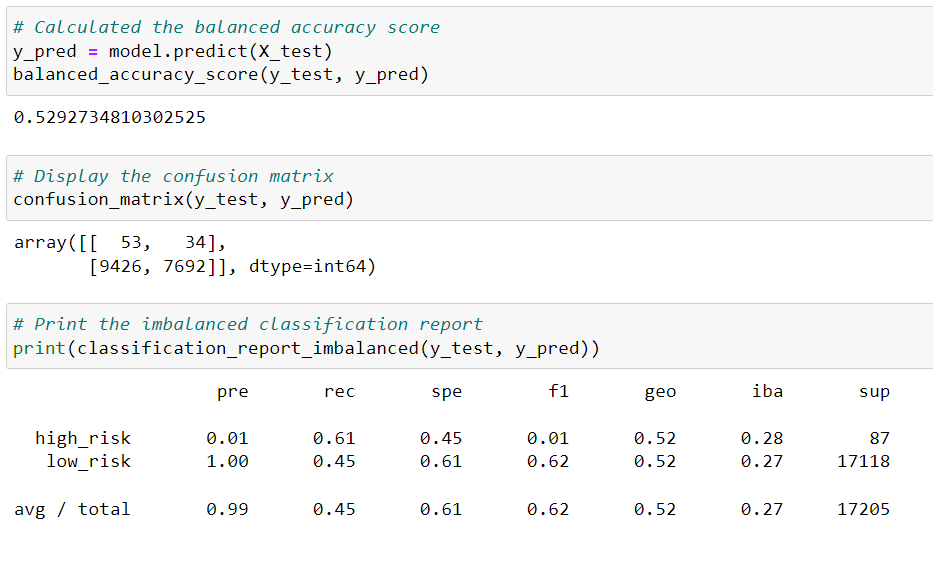 # Calculated the balanced accuracy score
y_pred = model.predict(X_test)
balanced_accuracy_score(y_test, y_pred)
0.5292734810302525
# Display the confusion matrix
confusion_matrix(y_test, y_pred)
array([[  53,   34],
       [9426, 7692]], dtype=int64)
# Print the imbalanced classification report
print(classification_report_imbalanced(y_test, y_pred))
pre rec spe f1 geo iba sup
high_risk 0.01 0.61 0.45 0.01 0.52 0.28 87
low_risk 1.00 0.45 0.61 0.62 0.52 0.27 17118
avg / total 0.99 0.45 0.61 0.62 0.52 0.27 17205